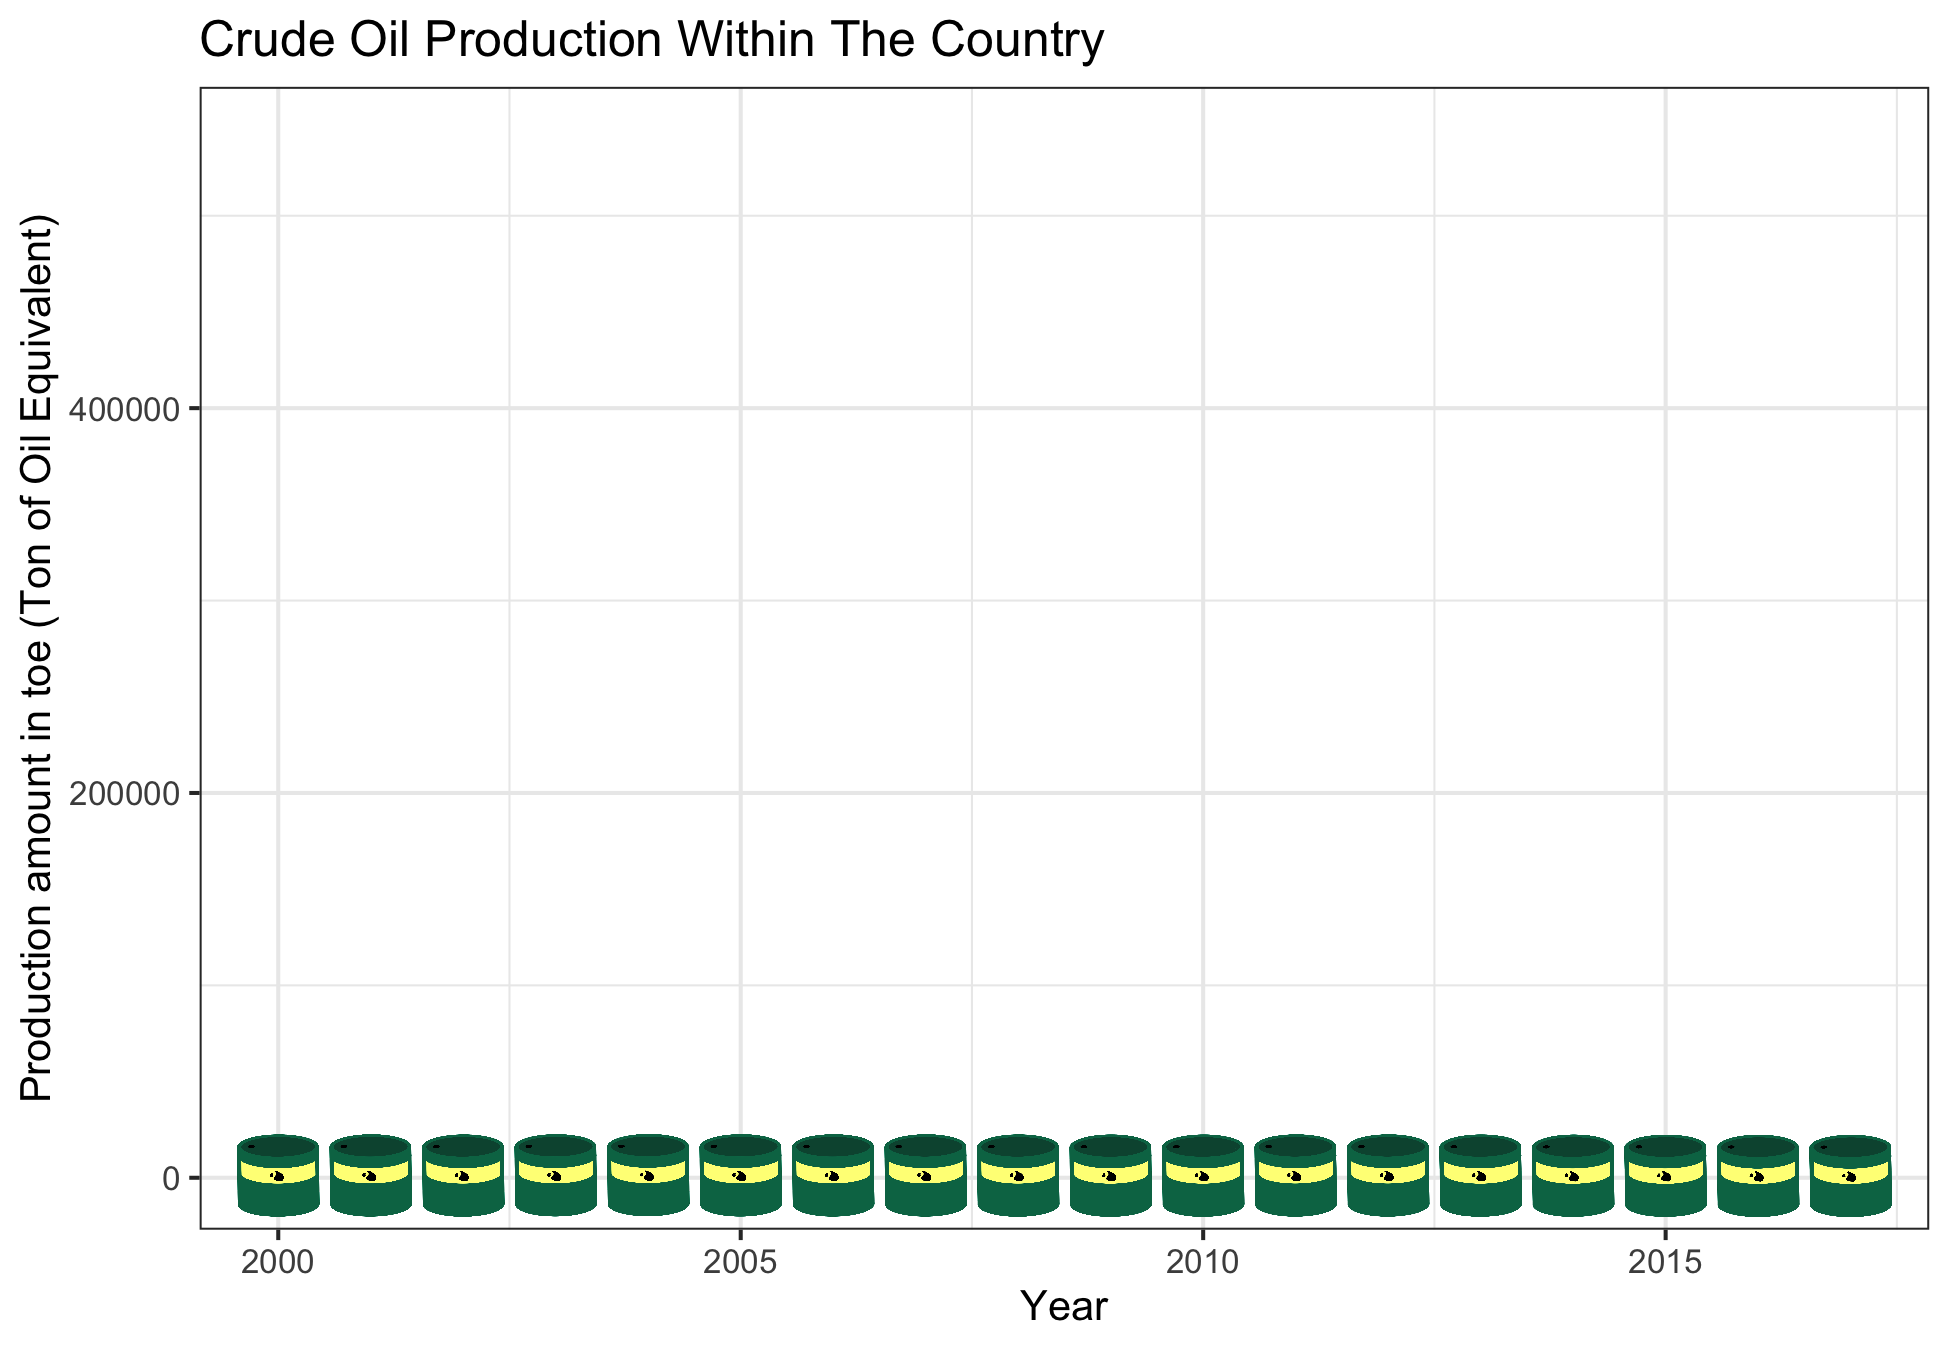 Crude Oil Production Within The Country
Production amount in toe (Ton of Oil Equivalent)
400000
200000
0
2000 2005 2010 2015
Year